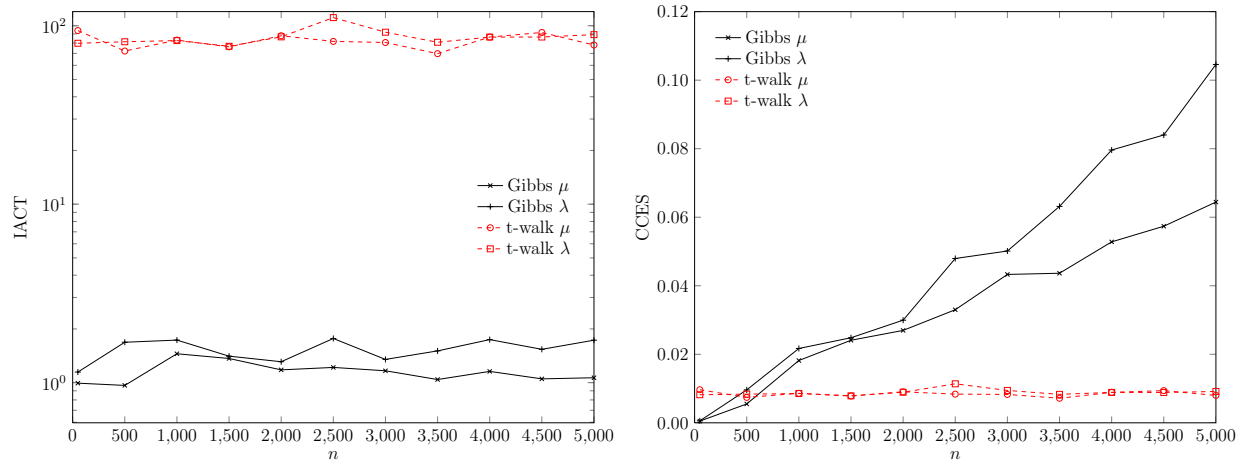 10²
10¹
10⁰
IACT
Gibbs μ
Gibbs λ
t-walk μ
t-walk λ
0 500 1,000 1,500 2,000 2,500 3,000 3,500 4,000 4,500 5,000
n
0.12
0.10
0.08
0.06
0.04
0.02
0.00
CCES
Gibbs μ
Gibbs λ
t-walk μ
t-walk λ
0 500 1,000 1,500 2,000 2,500 3,000 3,500 4,000 4,500 5,000
n